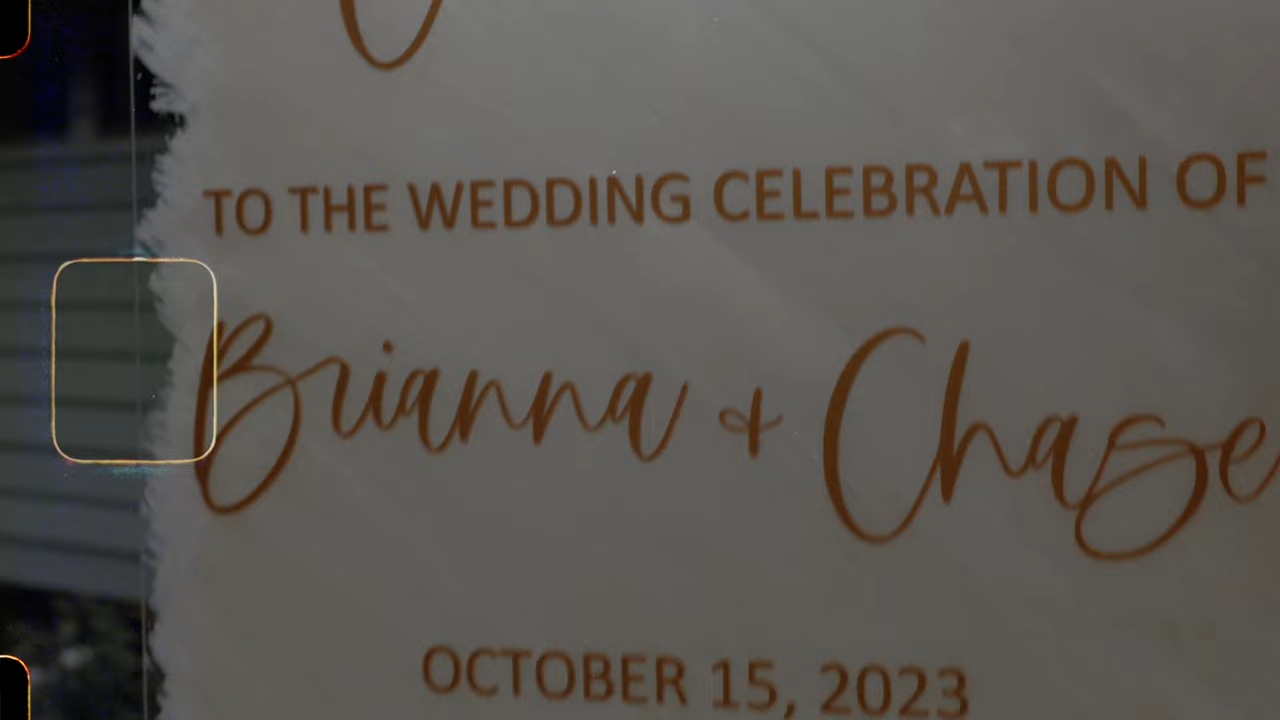 TO THE WEDDING CELEBRATION OF
Brianna + Chase
OCTOBER 15, 2023